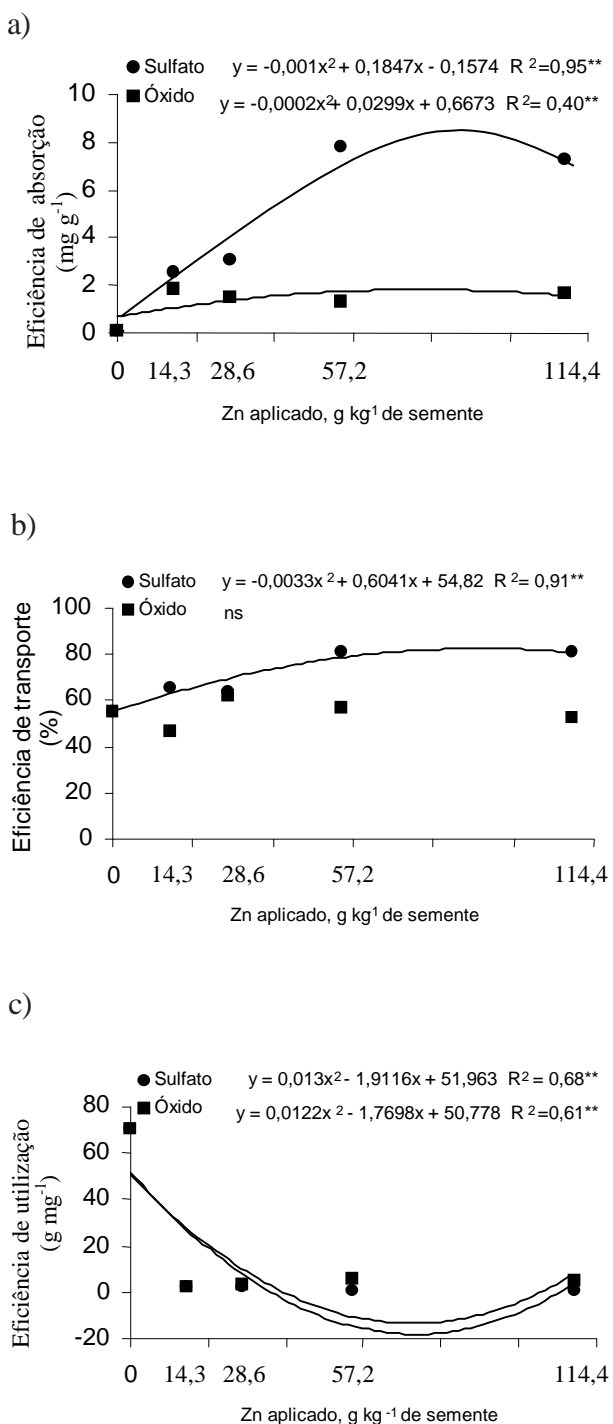 a)
Sulfato y = -0,001x² + 0,1847x - 0,1574 R²=0,95**
Óxido y = -0,0002x²+ 0,0299x + 0,6673 R²= 0,40**
Eficiência de absorção
(mg g⁻¹)
10
8
6
4
2
0
0 14,3 28,6 57,2 114,4
Zn aplicado, g kg¹ de semente
b)
Sulfato y = -0,0033x² + 0,6041x + 54,82 R²= 0,91**
Óxido ns
Eficiência de transporte
(%)
100
80
60
40
20
0
0 14,3 28,6 57,2 114,4
Zn aplicado, g kg¹ de semente
c)
Sulfato y = 0,013x² - 1,9116x + 51,963 R² = 0,68**
Óxido y = 0,0122x² - 1,7698x + 50,778 R²=0,61**
Eficiência de utilização
(g mg⁻¹)
80
60
40
20
0
-20
0 14,3 28,6 57,2 114,4
Zn aplicado, g kg⁻¹ de semente